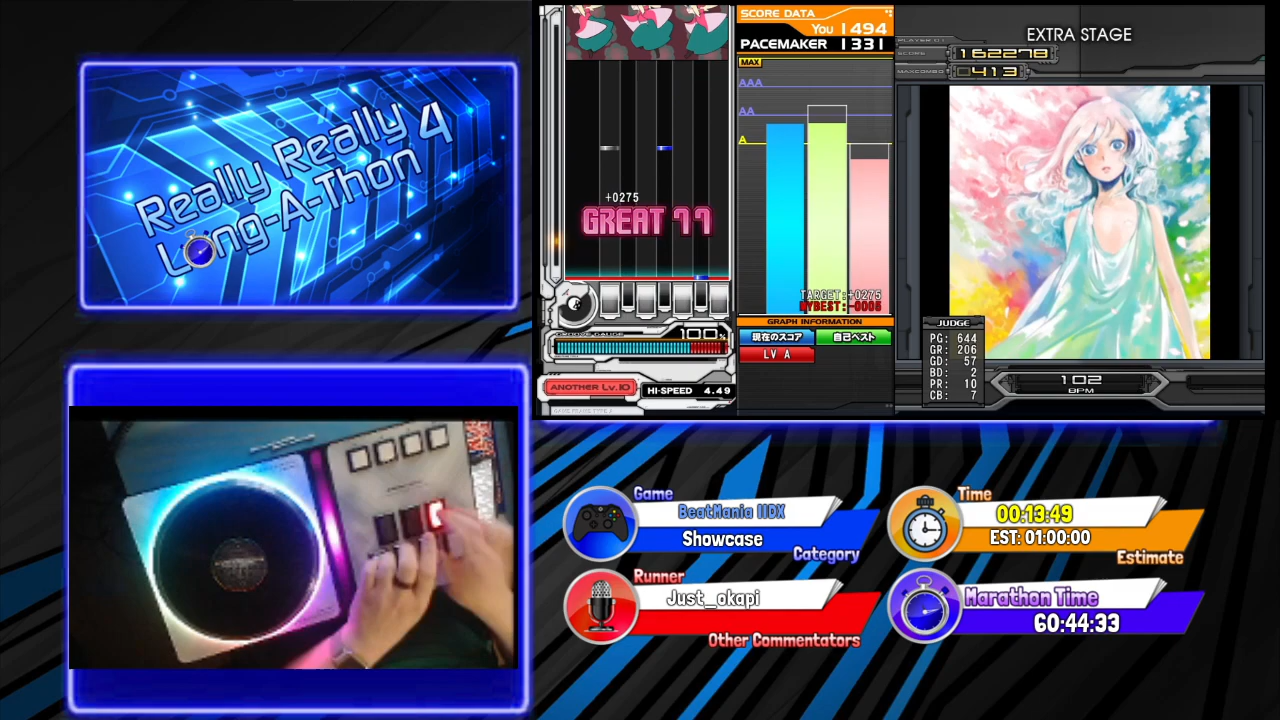 Really Really 4
Long-A-Thon
SCORE DATA
You 1494
PACEMAKER 1331
MAX
AAA
AA
A
+0275
GREAT 77
TARGET:+0275
MYBEST:-0005
GRAPH INFORMATION
現在のスコア
自己ベスト
LV A
100%
ANOTHER Lv.10
HI-SPEED 4.49
EXTRA STAGE
SCORE
162278
MAXCOMBO
0413
JUDGE
PG: 644
GR: 206
GD: 57
BD: 2
PR: 10
CB: 7
102
BPM
Game
BeatMania IIDX
Showcase
Category
Time
00:13:49
EST: 01:00:00
Estimate
Runner
Just_okapi
Other Commentators
Marathon Time
60:44:33